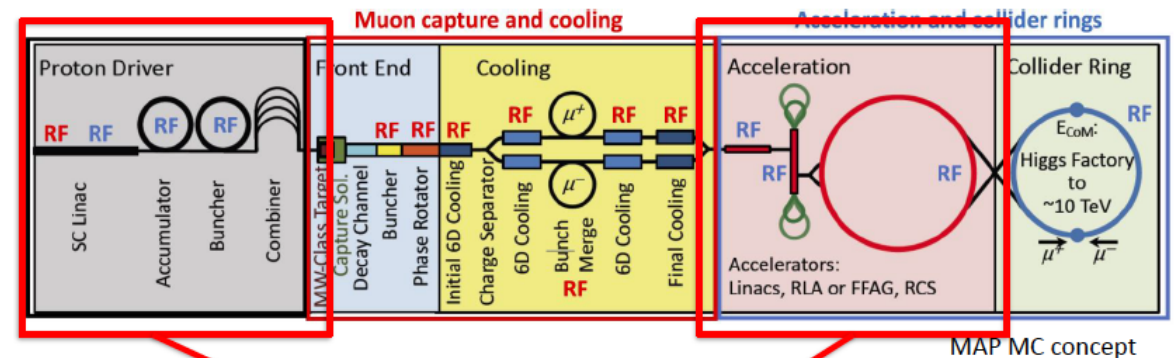 Muon capture and cooling
Acceleration and collider rings
Proton Driver
RF RF
RF
RF
SC Linac
Accumulator
Buncher
Combiner
Front End
RF RF
MW-Class Target
Capture Sol.
Decay Channel
Buncher
Phase Rotator
Cooling
RF
RF
μ+
RF
RF
μ−
Initial 6D Cooling
Charge Separator
6D Cooling
Bunch
Merge
RF
6D Cooling
Final Cooling
Acceleration
RF
RF
RF
Accelerators:
Linacs, RLA or FFAG, RCS
Collider Ring
RF
ECoM:
Higgs Factory
to
~10 TeV
μ+ μ−
MAP MC concept